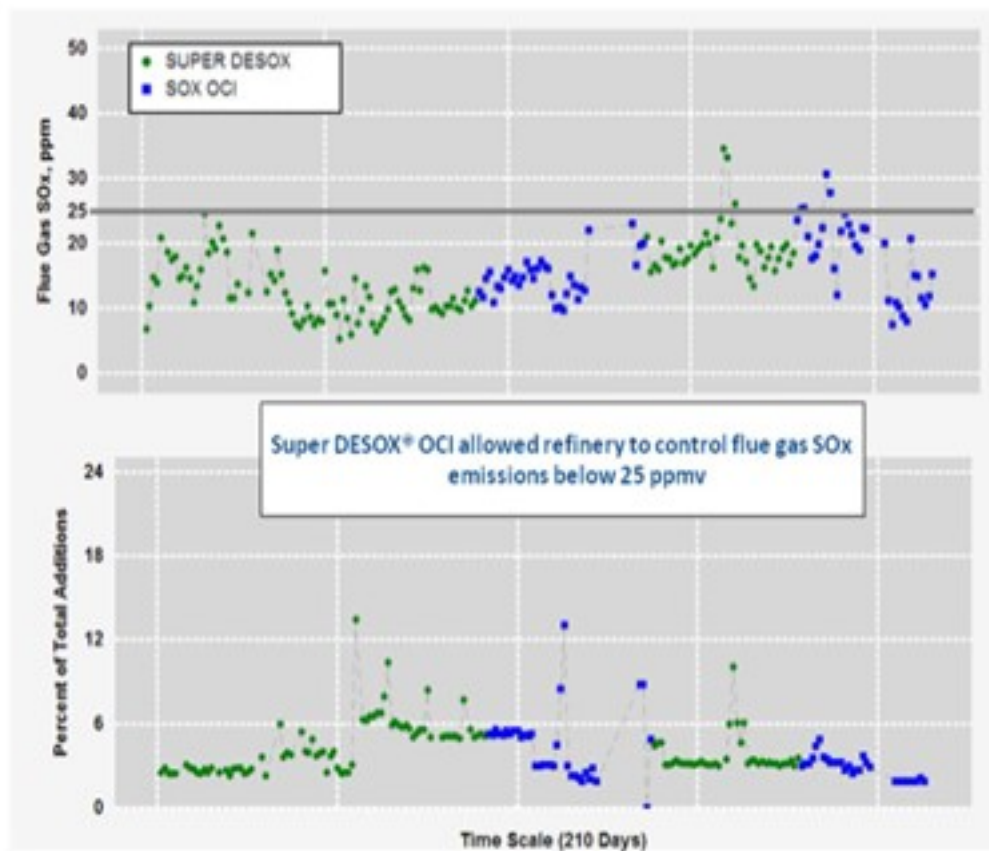 Flue Gas SOx, ppm
50
40
30
25
20
10
0
SUPER DESOX
SOX OCI
Super DESOX® OCI allowed refinery to control flue gas SOx
emissions below 25 ppmv
Percent of Total Additions
24
18
12
6
0
Time Scale (210 Days)